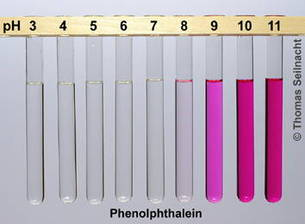 pH 3 4 5 6 7 8 9 10 11
© Thomas Seilnacht
Phenolphthalein